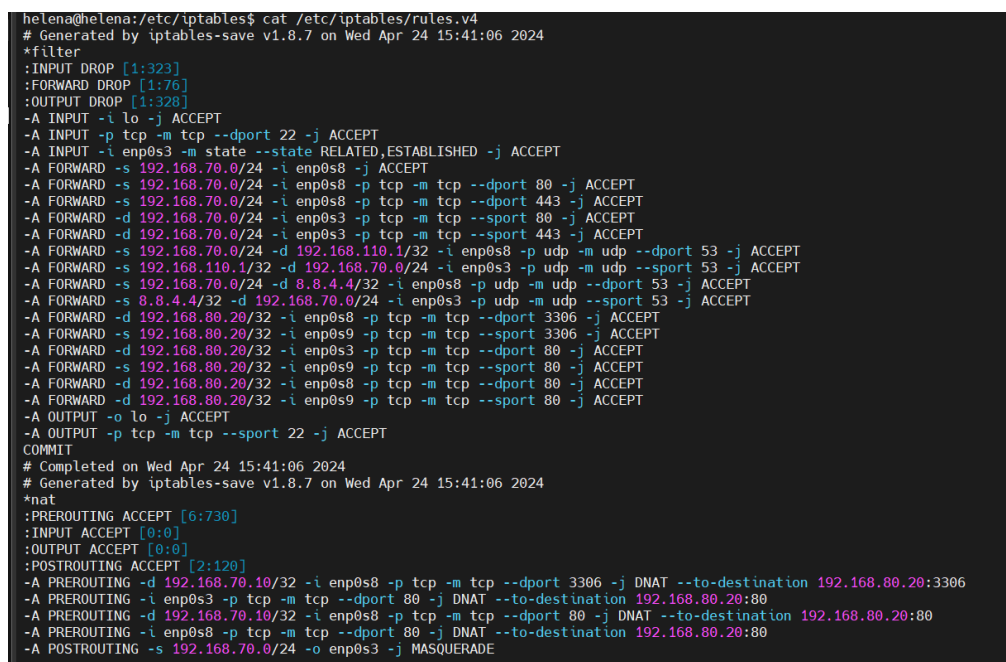 helena@helena:/etc/iptables$ cat /etc/iptables/rules.v4
# Generated by iptables-save v1.8.7 on Wed Apr 24 15:41:06 2024
*filter
:INPUT DROP [1:323]
:FORWARD DROP [1:76]
:OUTPUT DROP [1:328]
-A INPUT -i lo -j ACCEPT
-A INPUT -p tcp -m tcp --dport 22 -j ACCEPT
-A INPUT -i enp0s3 -m state --state RELATED,ESTABLISHED -j ACCEPT
-A FORWARD -s 192.168.70.0/24 -i enp0s8 -j ACCEPT
-A FORWARD -s 192.168.70.0/24 -i enp0s8 -p tcp -m tcp --dport 80 -j ACCEPT
-A FORWARD -s 192.168.70.0/24 -i enp0s8 -p tcp -m tcp --dport 443 -j ACCEPT
-A FORWARD -d 192.168.70.0/24 -i enp0s3 -p tcp -m tcp --sport 80 -j ACCEPT
-A FORWARD -d 192.168.70.0/24 -i enp0s3 -p tcp -m tcp --sport 443 -j ACCEPT
-A FORWARD -s 192.168.70.0/24 -d 192.168.110.1/32 -i enp0s8 -p udp -m udp --dport 53 -j ACCEPT
-A FORWARD -s 192.168.110.1/32 -d 192.168.70.0/24 -i enp0s3 -p udp -m udp --sport 53 -j ACCEPT
-A FORWARD -s 192.168.70.0/24 -d 8.8.4.4/32 -i enp0s8 -p udp -m udp --dport 53 -j ACCEPT
-A FORWARD -s 8.8.4.4/32 -d 192.168.70.0/24 -i enp0s3 -p udp -m udp --sport 53 -j ACCEPT
-A FORWARD -d 192.168.80.20/32 -i enp0s8 -p tcp -m tcp --dport 3306 -j ACCEPT
-A FORWARD -s 192.168.80.20/32 -i enp0s9 -p tcp -m tcp --sport 3306 -j ACCEPT
-A FORWARD -d 192.168.80.20/32 -i enp0s3 -p tcp -m tcp --dport 80 -j ACCEPT
-A FORWARD -s 192.168.80.20/32 -i enp0s9 -p tcp -m tcp --sport 80 -j ACCEPT
-A FORWARD -d 192.168.80.20/32 -i enp0s8 -p tcp -m tcp --dport 80 -j ACCEPT
-A FORWARD -d 192.168.80.20/32 -i enp0s9 -p tcp -m tcp --sport 80 -j ACCEPT
-A OUTPUT -o lo -j ACCEPT
-A OUTPUT -p tcp -m tcp --sport 22 -j ACCEPT
COMMIT
# Completed on Wed Apr 24 15:41:06 2024
# Generated by iptables-save v1.8.7 on Wed Apr 24 15:41:06 2024
*nat
:PREROUTING ACCEPT [6:730]
:INPUT ACCEPT [0:0]
:OUTPUT ACCEPT [0:0]
:POSTROUTING ACCEPT [2:120]
-A PREROUTING -d 192.168.70.10/32 -i enp0s8 -p tcp -m tcp --dport 3306 -j DNAT --to-destination 192.168.80.20:3306
-A PREROUTING -i enp0s3 -p tcp -m tcp --dport 80 -j DNAT --to-destination 192.168.80.20:80
-A PREROUTING -d 192.168.70.10/32 -i enp0s8 -p tcp -m tcp --dport 80 -j DNAT --to-destination 192.168.80.20:80
-A PREROUTING -i enp0s8 -p tcp -m tcp --dport 80 -j DNAT --to-destination 192.168.80.20:80
-A POSTROUTING -s 192.168.70.0/24 -o enp0s3 -j MASQUERADE